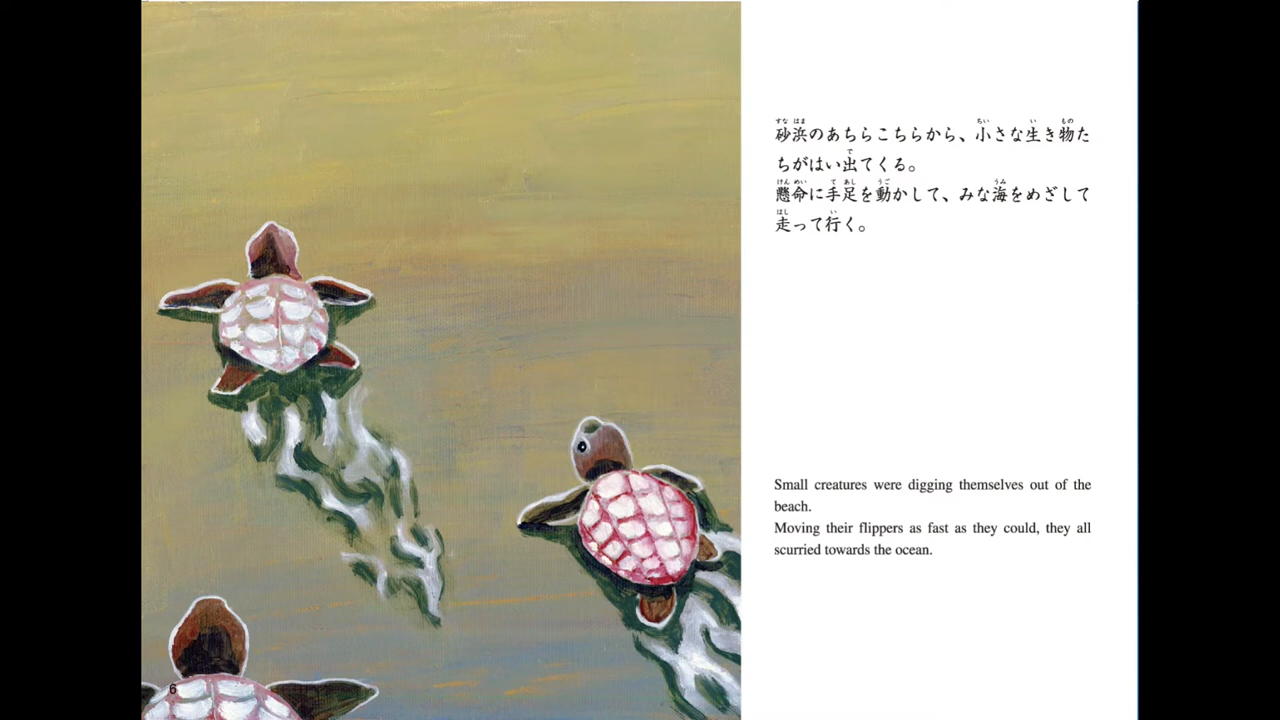 砂浜のあちらこちらから、小さな生き物た
ちがはい出てくる。
懸命に手足を動かして、みな海をめざして
走って行く。
Small creatures were digging themselves out of the
beach.
Moving their flippers as fast as they could, they all
scurried towards the ocean.
6